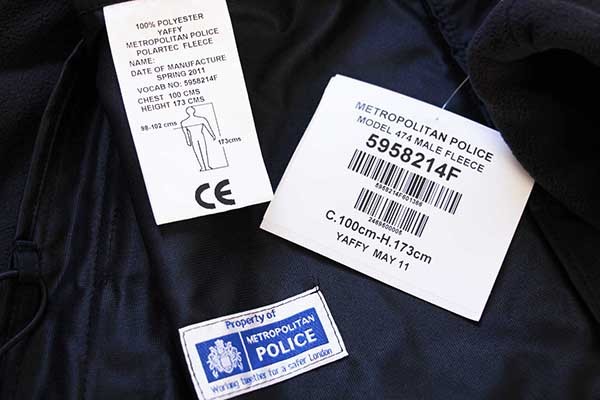 100% POLYESTER
YAFFY
METROPOLITAN POLICE
POLARTEC FLEECE
NAME:
DATE OF MANUFACTURE
SPRING 2011
VOCAB NO: 5958214F
CHEST 100 CMS
HEIGHT 173 CMS
98-102 cms
173cms
CE
METROPOLITAN POLICE
MODEL 474 MALE FLEECE
5958214F
5958214F601386
2469600006
C.100cm-H.173cm
YAFFY MAY 11
Property of
METROPOLITAN
POLICE
Working together for a safer London